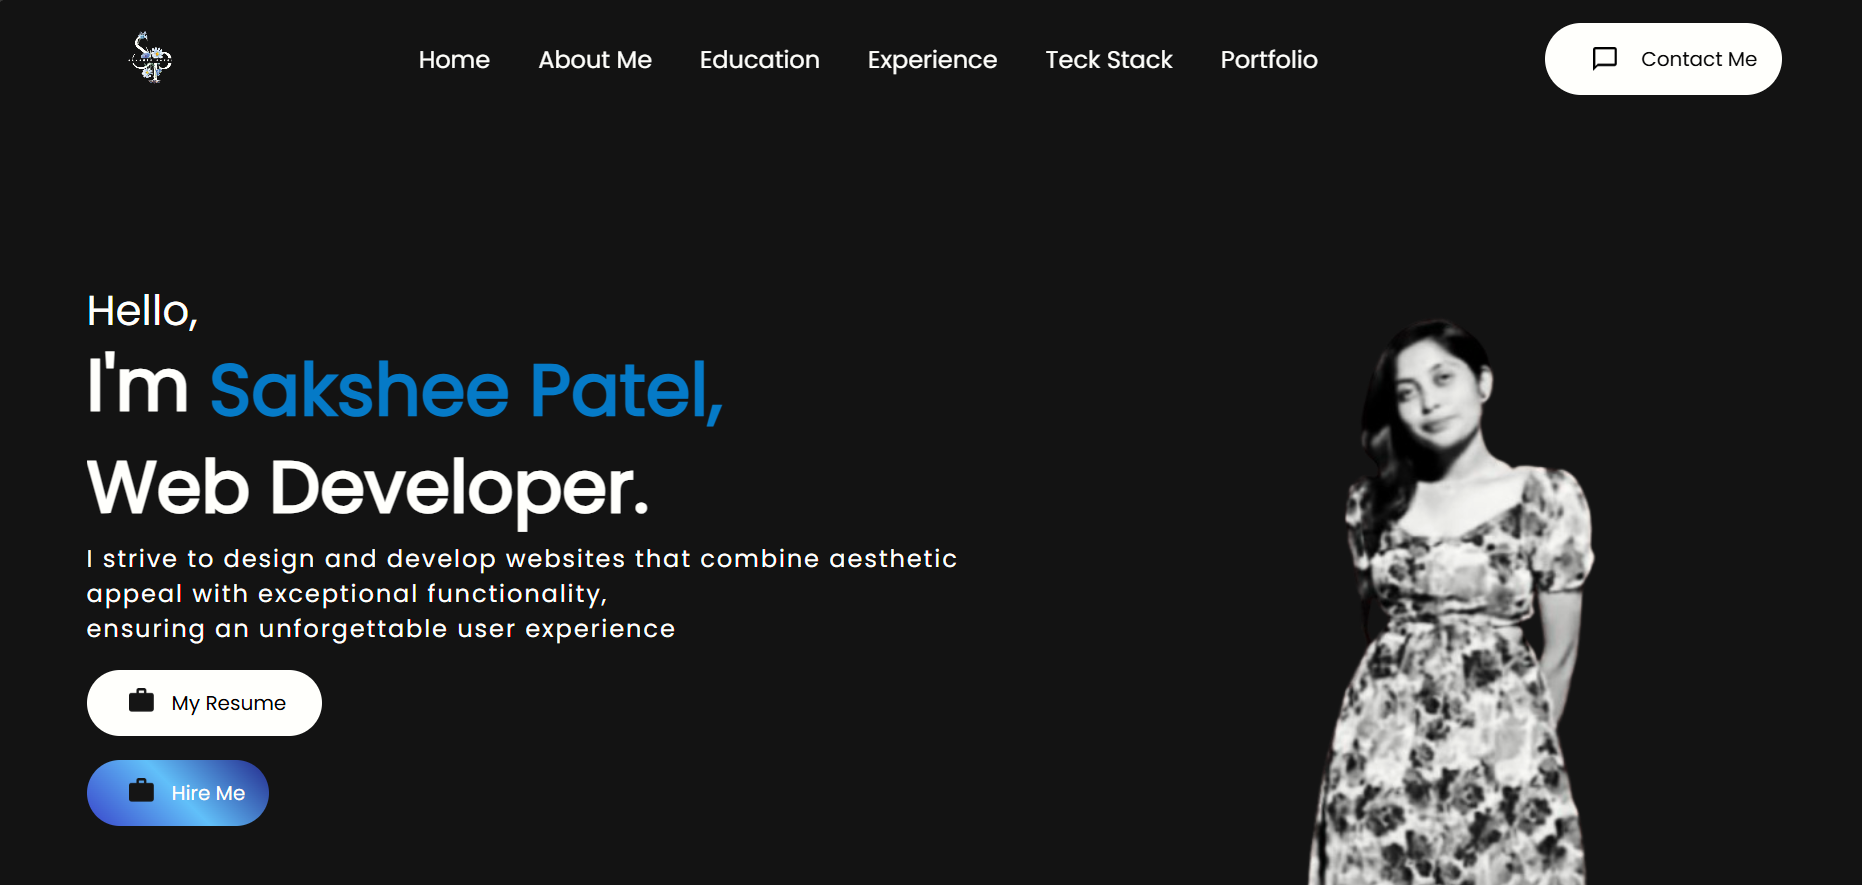 Home About Me Education Experience Teck Stack Portfolio Contact Me
Hello,
I'm Sakshee Patel,
Web Developer.
I strive to design and develop websites that combine aesthetic
appeal with exceptional functionality,
ensuring an unforgettable user experience
My Resume
Hire Me